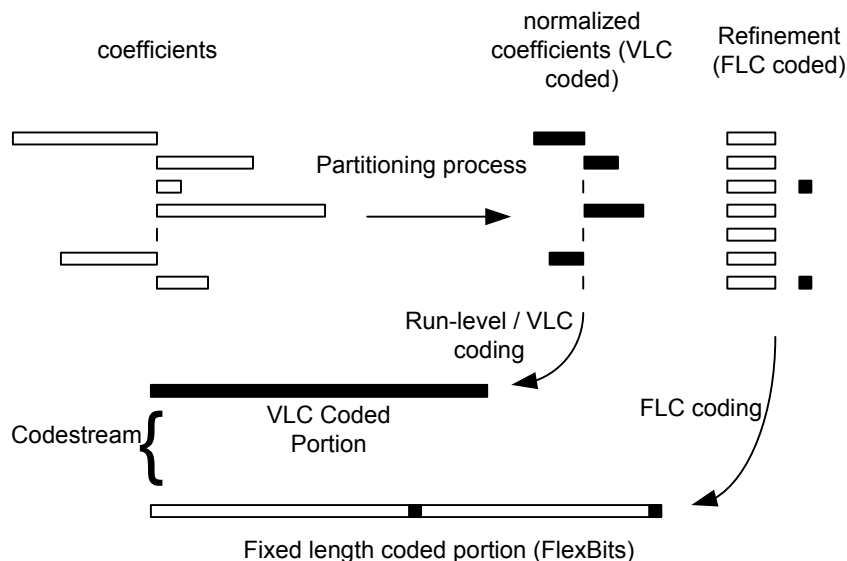 coefficients
normalized
coefficients (VLC
coded)
Refinement
(FLC coded)
Partitioning process
Run-level / VLC
coding
FLC coding
Codestream
VLC Coded
Portion
Fixed length coded portion (FlexBits)